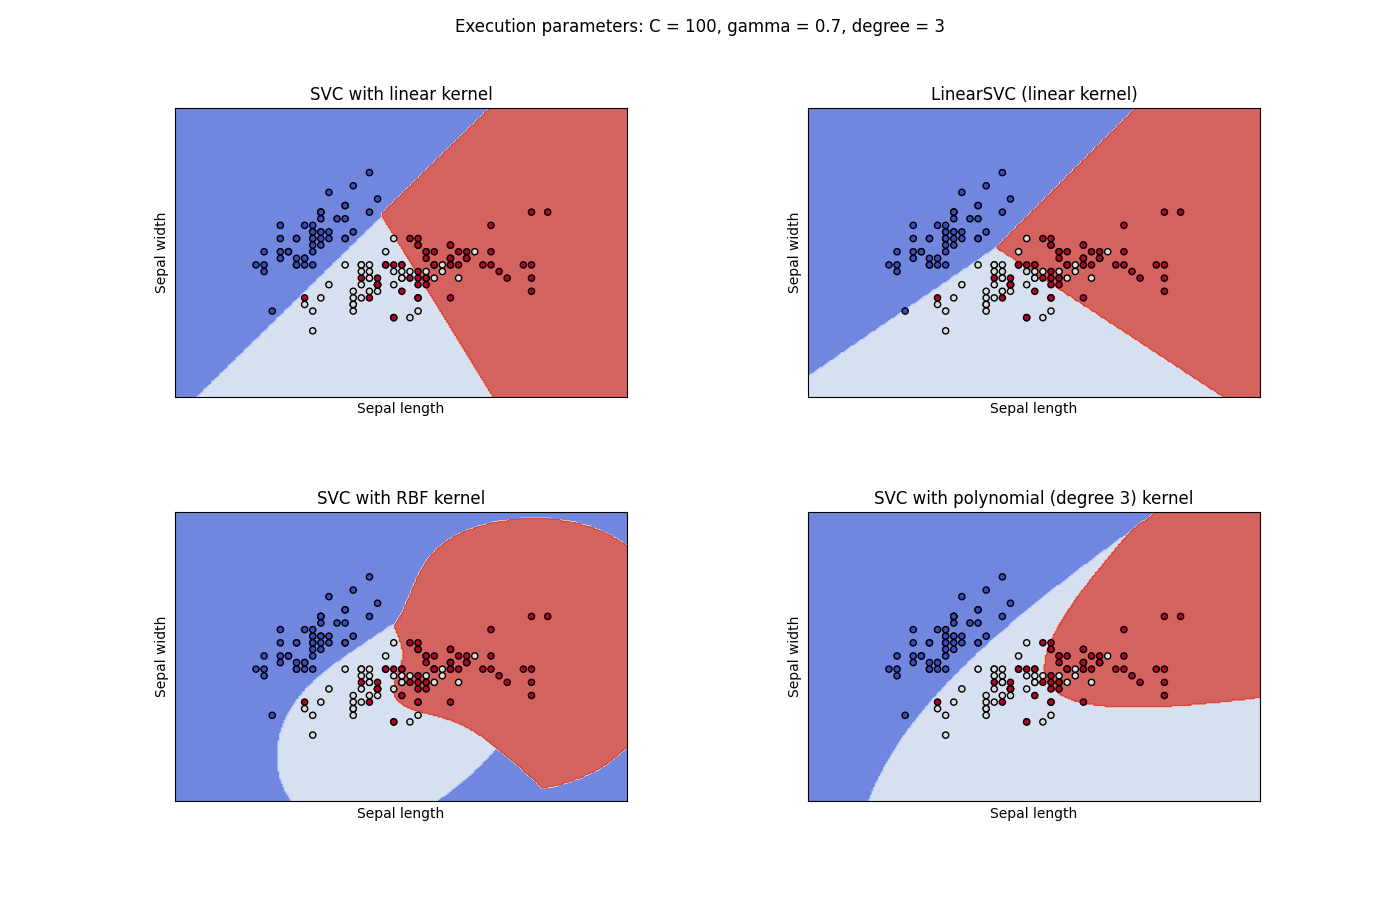 Execution parameters: C = 100, gamma = 0.7, degree = 3
SVC with linear kernel
Sepal width
Sepal length
LinearSVC (linear kernel)
Sepal width
Sepal length
SVC with RBF kernel
Sepal width
Sepal length
SVC with polynomial (degree 3) kernel
Sepal width
Sepal length